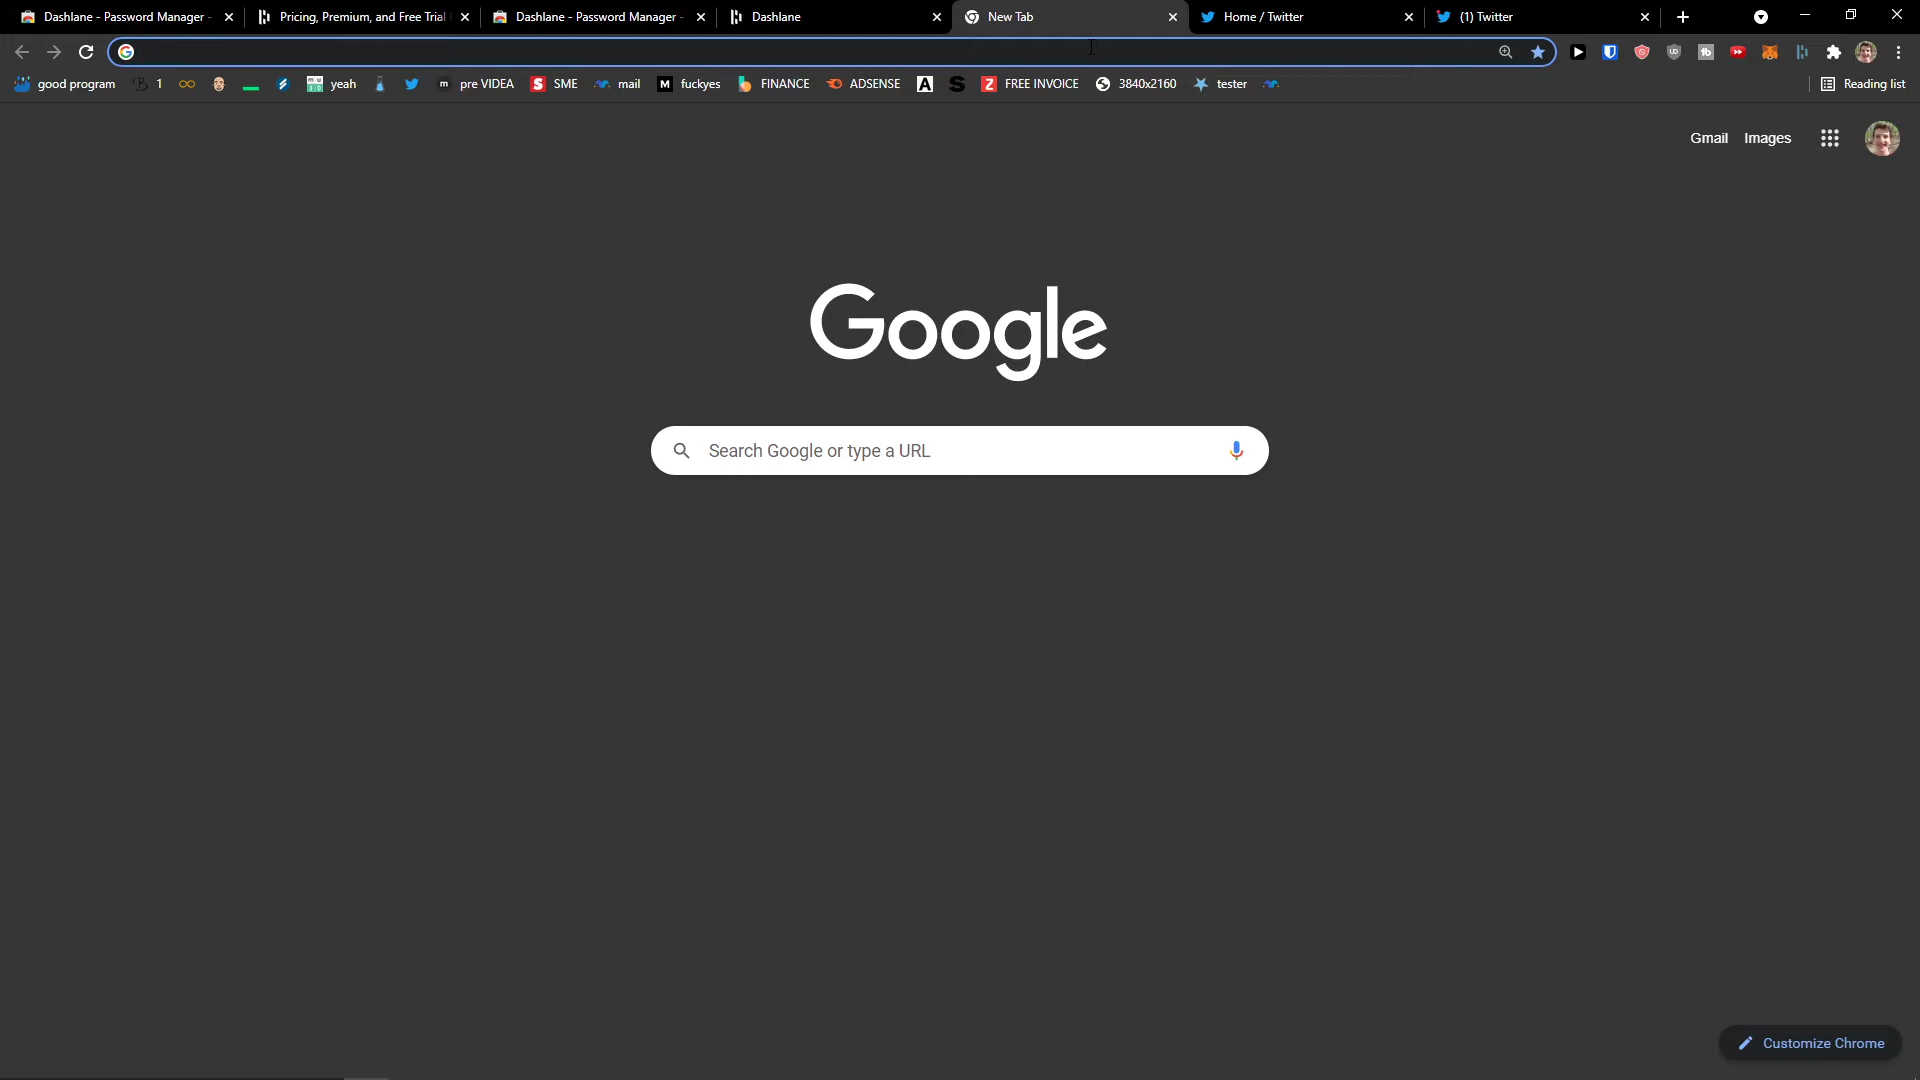 Dashlane - Password Manager - Pricing, Premium, and Free Trial Dashlane - Password Manager - Dashlane New Tab Home / Twitter (1) Twitter
good program 1 yeah pre VIDEA SME mail fuckyes FINANCE ADSENSE FREE INVOICE 3840x2160 tester Reading list
Gmail Images
Google
Search Google or type a URL
Customize Chrome